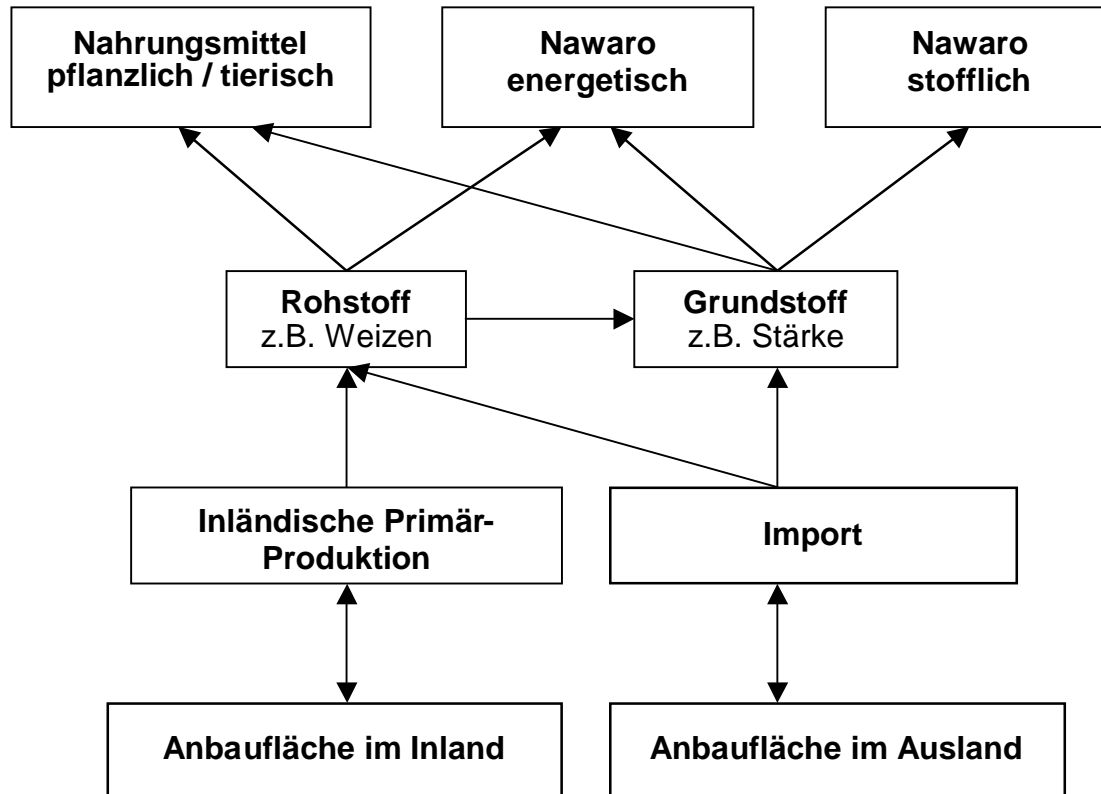 Nahrungsmittel
pflanzlich / tierisch
Nawaro
energetisch
Nawaro
stofflich
Rohstoff
z.B. Weizen
Grundstoff
z.B. Stärke
Inländische Primär-
Produktion
Import
Anbaufläche im Inland
Anbaufläche im Ausland